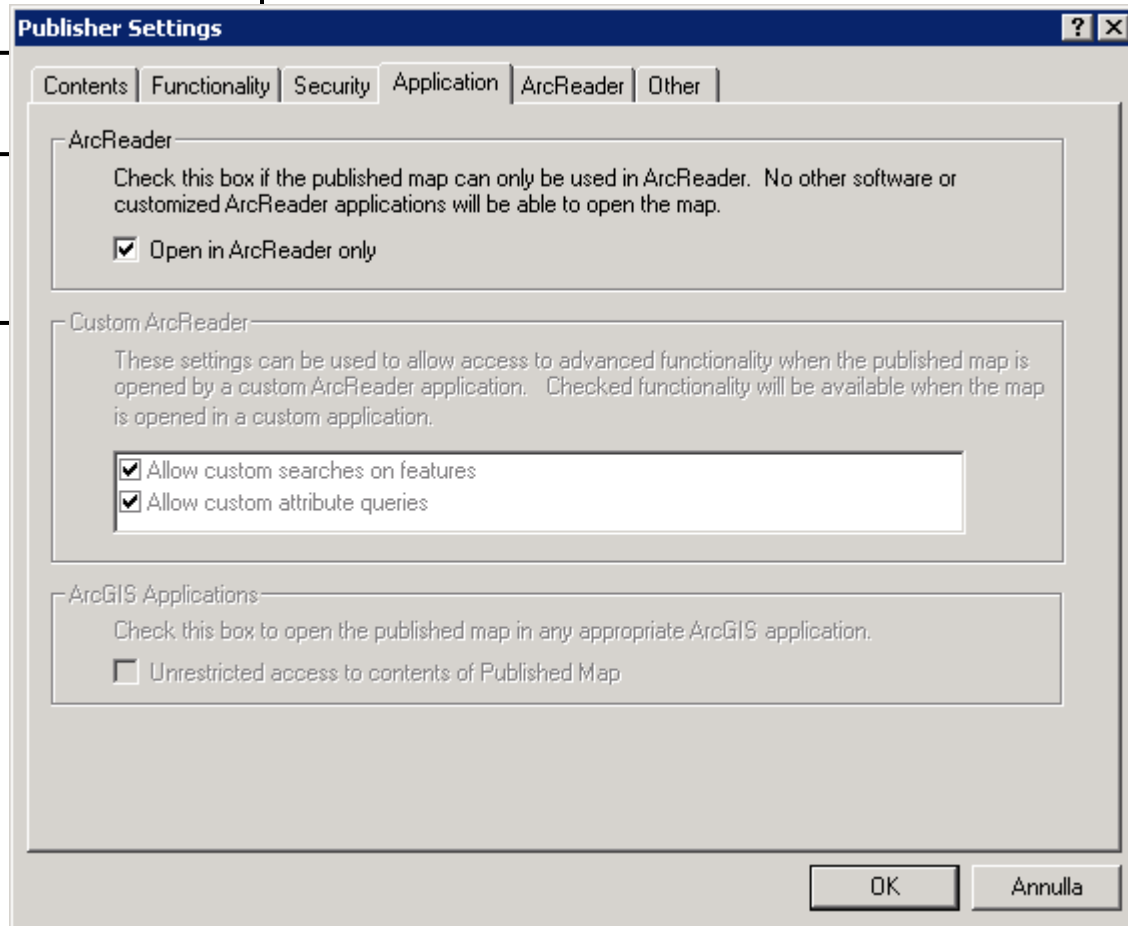 Publisher Settings
Contents Functionality Security Application ArcReader Other
ArcReader
Check this box if the published map can only be used in ArcReader. No other software or
customized ArcReader applications will be able to open the map.
Open in ArcReader only
Custom ArcReader
These settings can be used to allow access to advanced functionality when the published map is
opened by a custom ArcReader application. Checked functionality will be available when the map
is opened in a custom application.
Allow custom searches on features
Allow custom attribute queries
ArcGIS Applications
Check this box to open the published map in any appropriate ArcGIS application.
Unrestricted access to contents of Published Map
OK Annulla